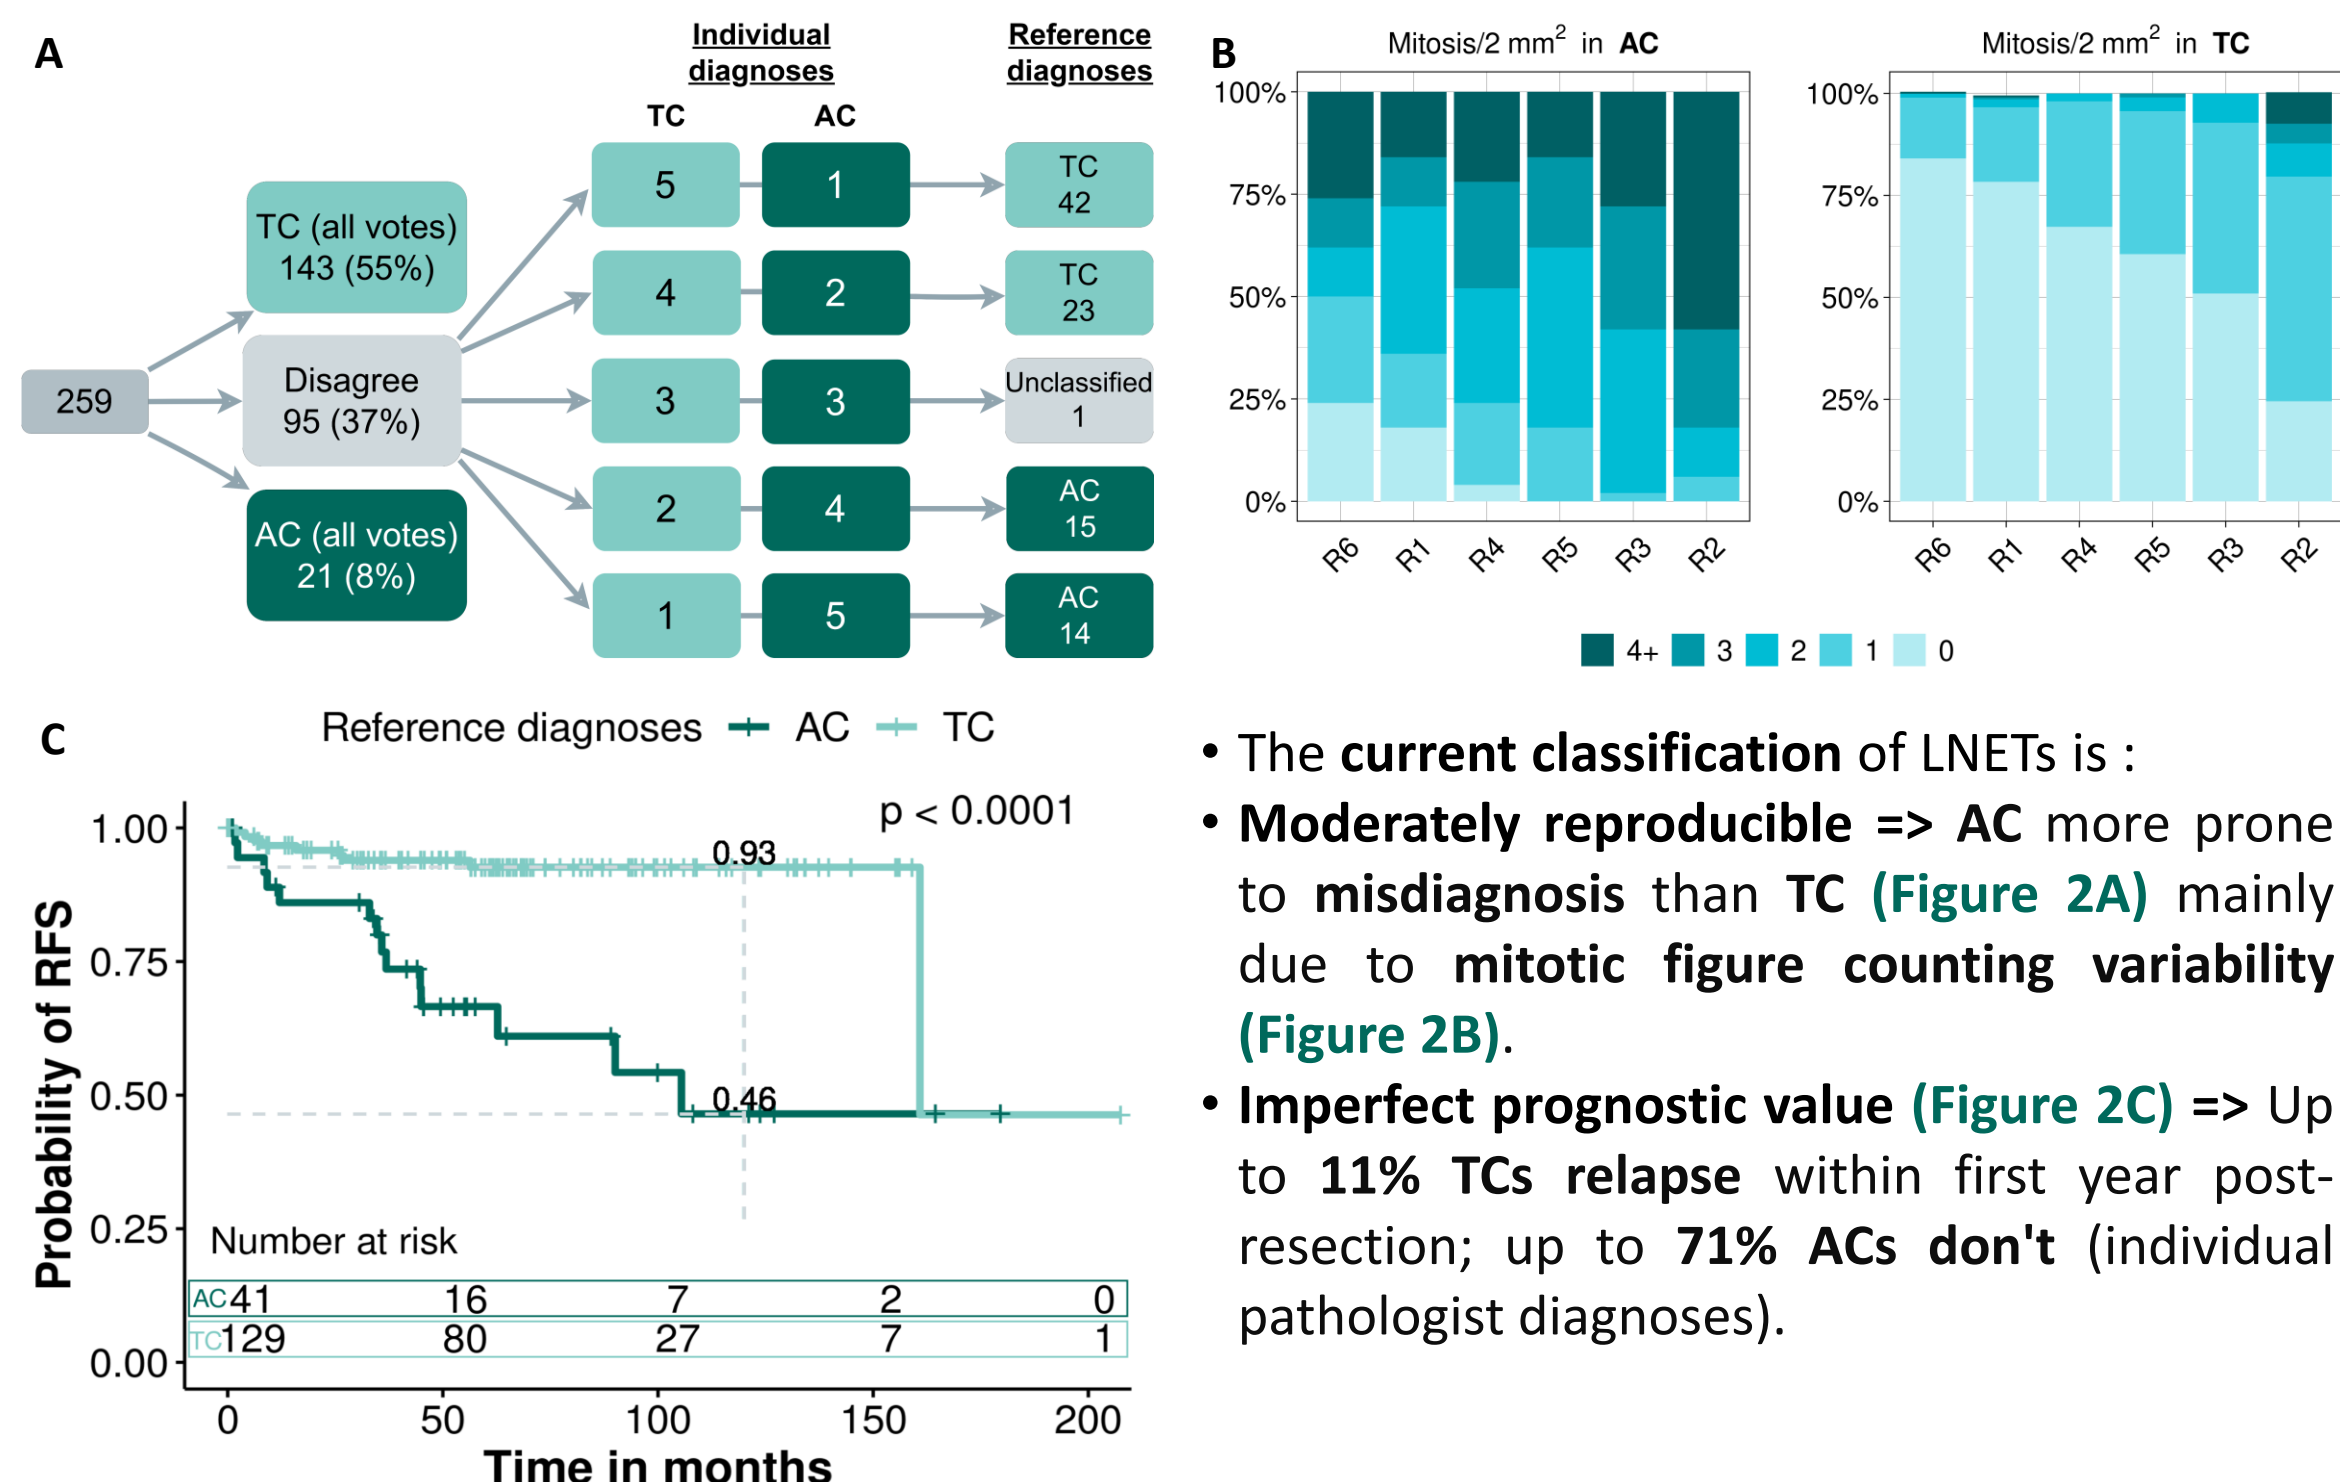 A
Individual
diagnoses
Reference
diagnoses
TC
AC
259
TC (all votes)
143 (55%)
Disagree
95 (37%)
AC (all votes)
21 (8%)
5
1
TC
42
4
2
TC
23
3
3
Unclassified
1
2
4
AC
15
1
5
AC
14
B
Mitosis/2 mm² in AC
100%
75%
50%
25%
0%
R6
R1
R4
R5
R3
R2
Mitosis/2 mm² in TC
100%
75%
50%
25%
0%
R6
R1
R4
R5
R3
R2
4+
3
2
1
0
C
Reference diagnoses
AC
TC
p < 0.0001
Probability of RFS
1.00
0.75
0.50
0.25
0.00
0.93
0.46
Number at risk
AC 41 16 7 2 0
TC 129 80 27 7 1
0 50 100 150 200
Time in months
• The current classification of LNETs is :
• Moderately reproducible => AC more prone
to misdiagnosis than TC (Figure 2A) mainly
due to mitotic figure counting variability
(Figure 2B).
• Imperfect prognostic value (Figure 2C) => Up
to 11% TCs relapse within first year post-
resection; up to 71% ACs don't (individual
pathologist diagnoses).